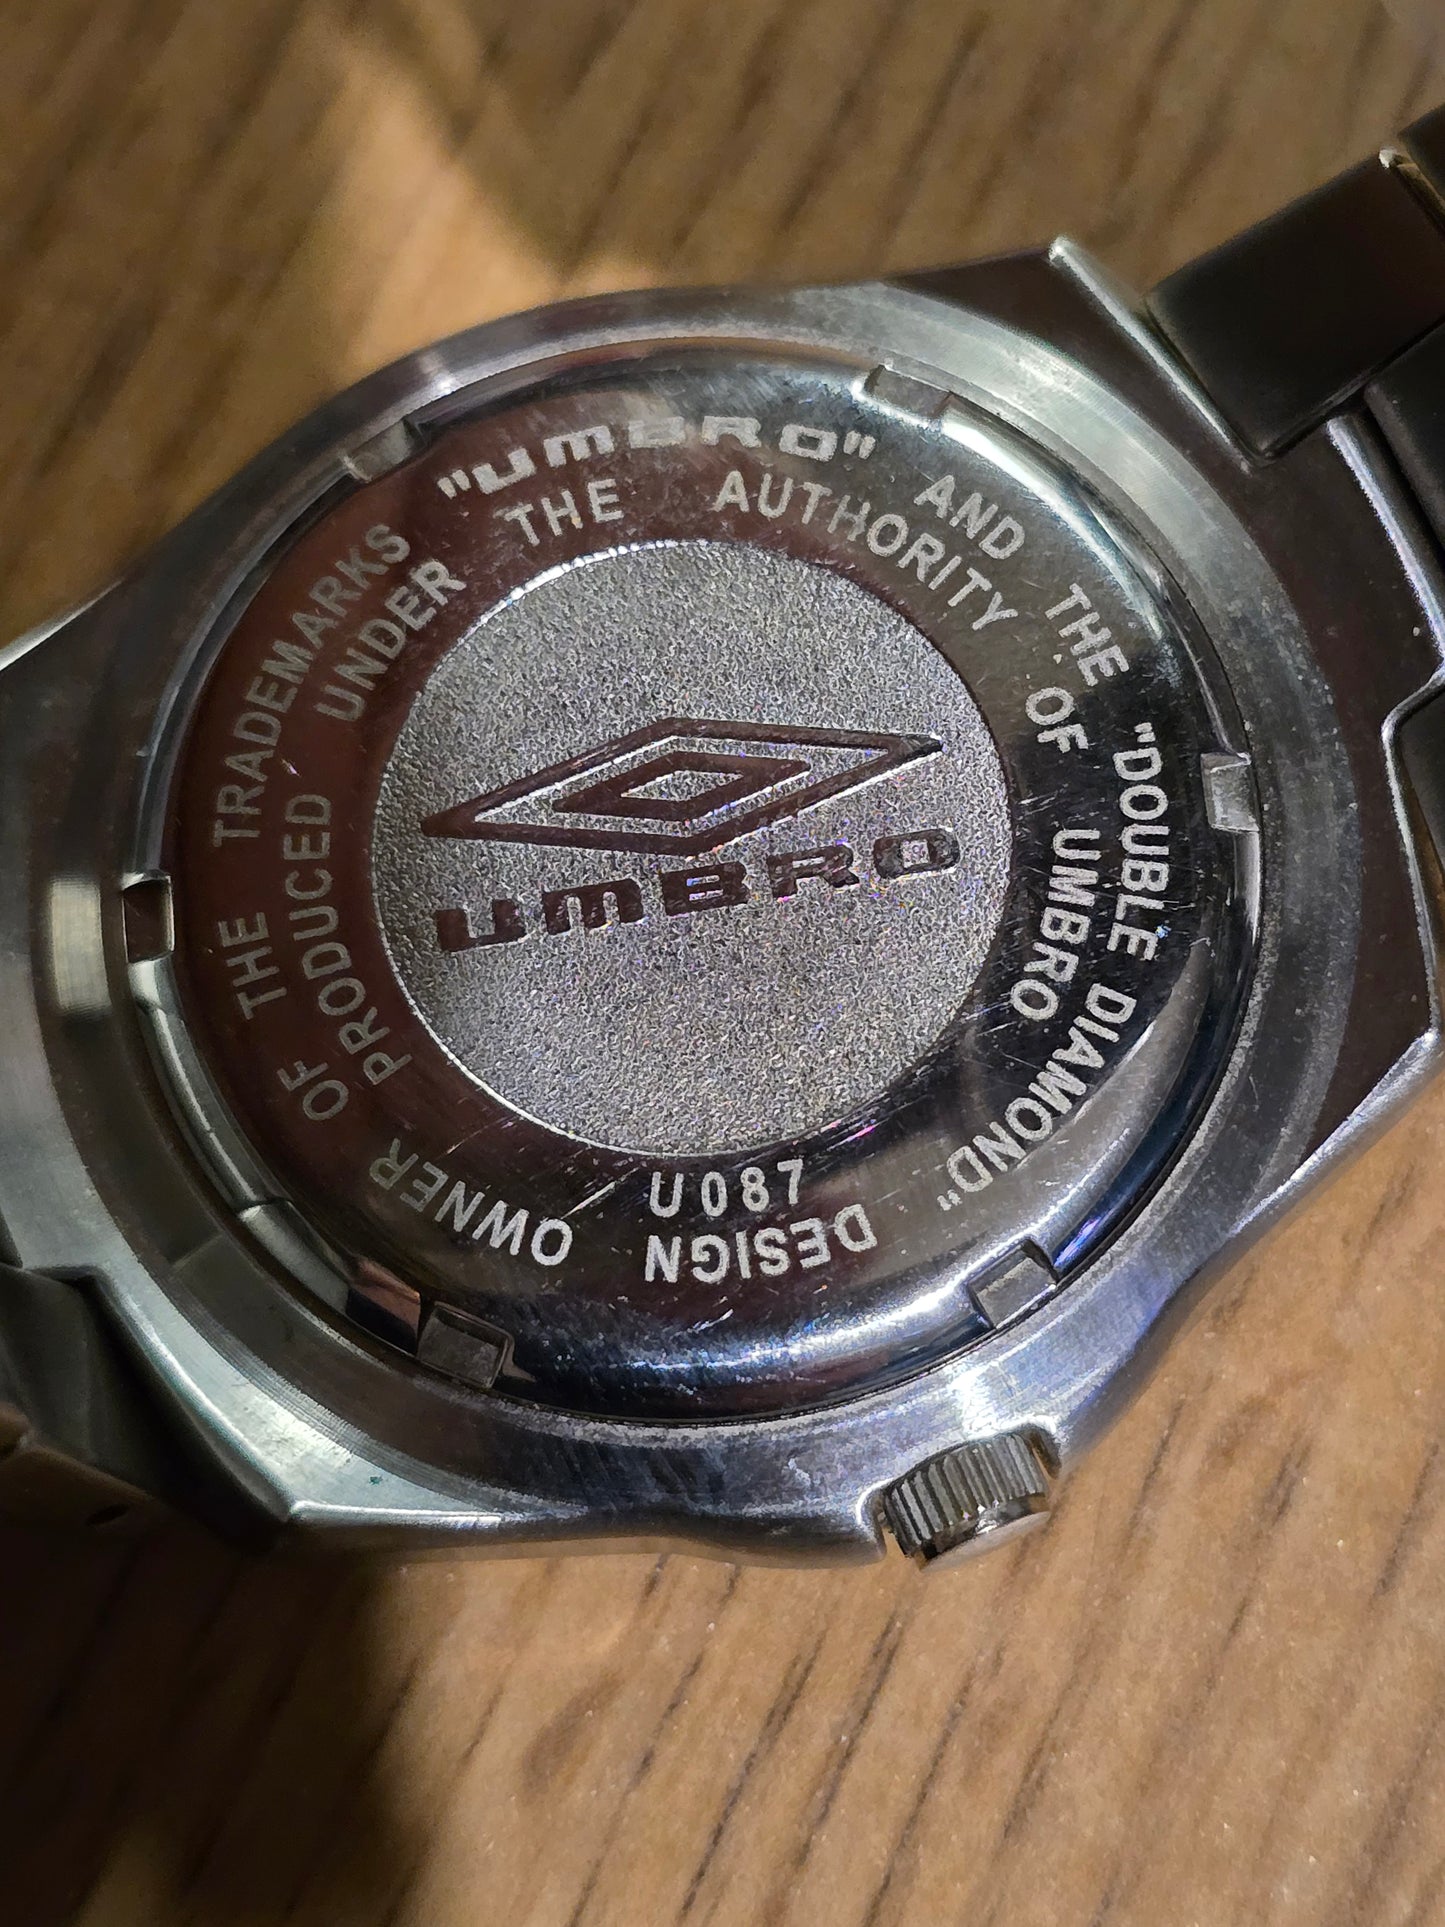 PRODUCED UNDER THE AUTHORITY OF UMBRO
OWNER OF THE TRADEMARKS "UMBRO" AND THE "DOUBLE DIAMOND" DESIGN
UMBRO
U087